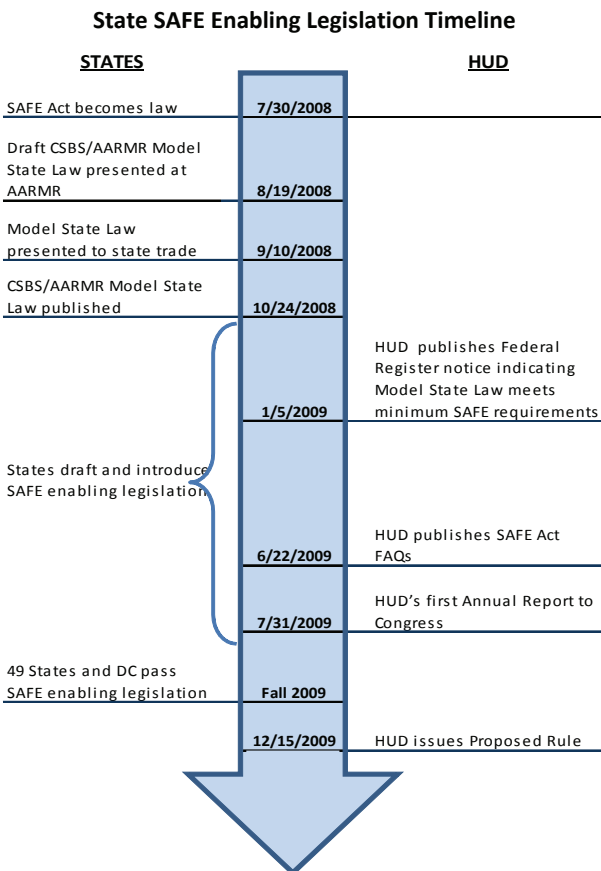 State SAFE Enabling Legislation Timeline
STATES
HUD
SAFE Act becomes law
7/30/2008
Draft CSBS/AARMR Model
State Law presented at
AARMR
8/19/2008
Model State Law
presented to state trade
9/10/2008
CSBS/AARMR Model State
Law published
10/24/2008
HUD publishes Federal
Register notice indicating
Model State Law meets
minimum SAFE requirements
1/5/2009
States draft and introduce
SAFE enabling legislation
HUD publishes SAFE Act
FAQs
6/22/2009
HUD's first Annual Report to
Congress
7/31/2009
49 States and DC pass
SAFE enabling legislation
Fall 2009
12/15/2009
HUD issues Proposed Rule